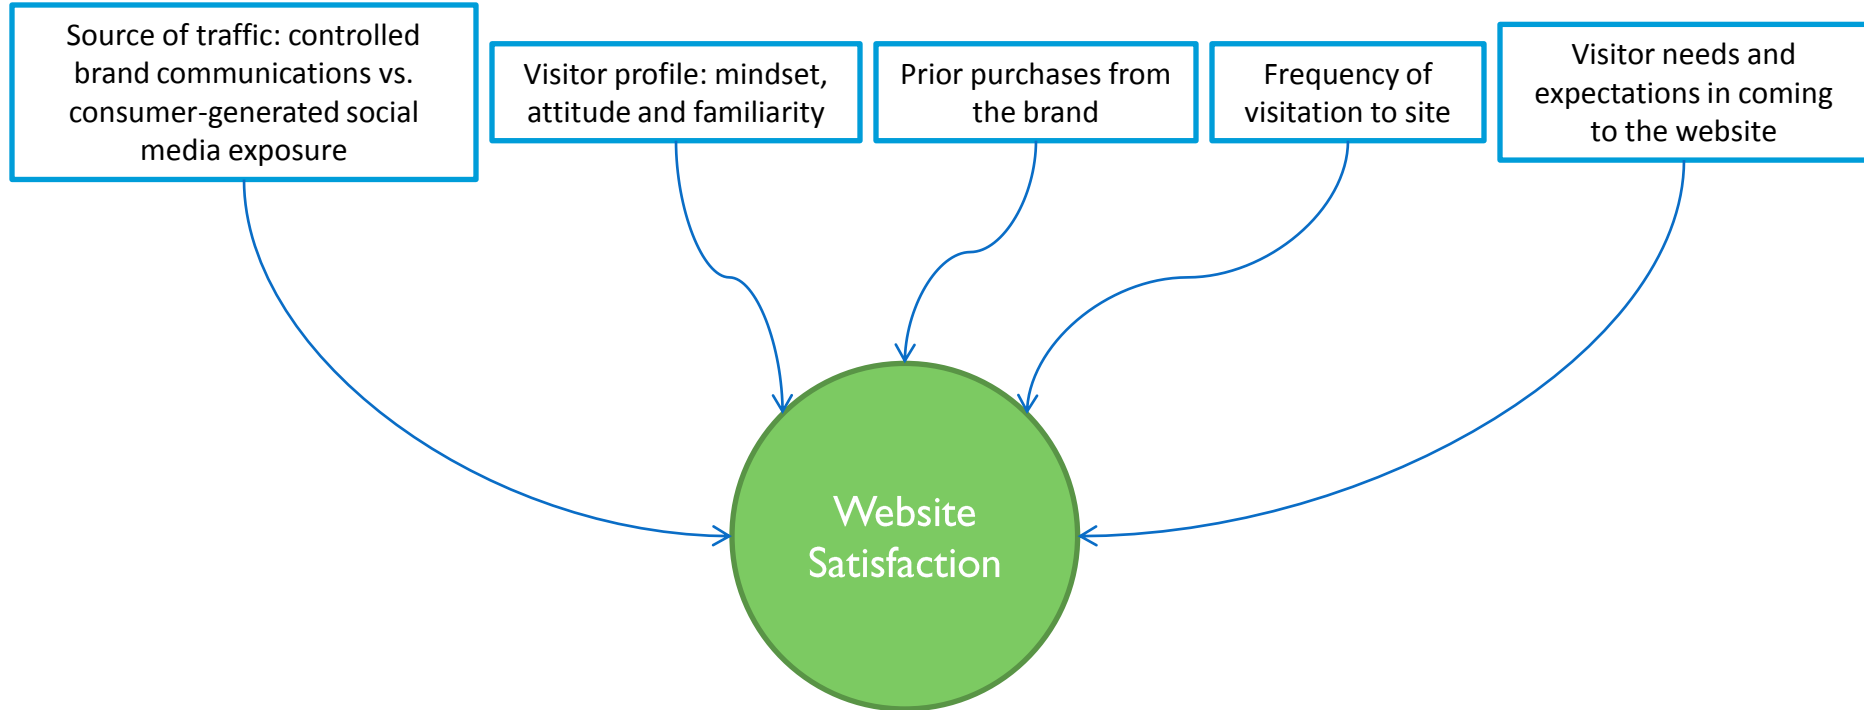 Source of traffic: controlled
brand communications vs.
consumer-generated social
media exposure
Visitor profile: mindset,
attitude and familiarity
Prior purchases from
the brand
Frequency of
visitation to site
Visitor needs and
expectations in coming
to the website
Website
Satisfaction